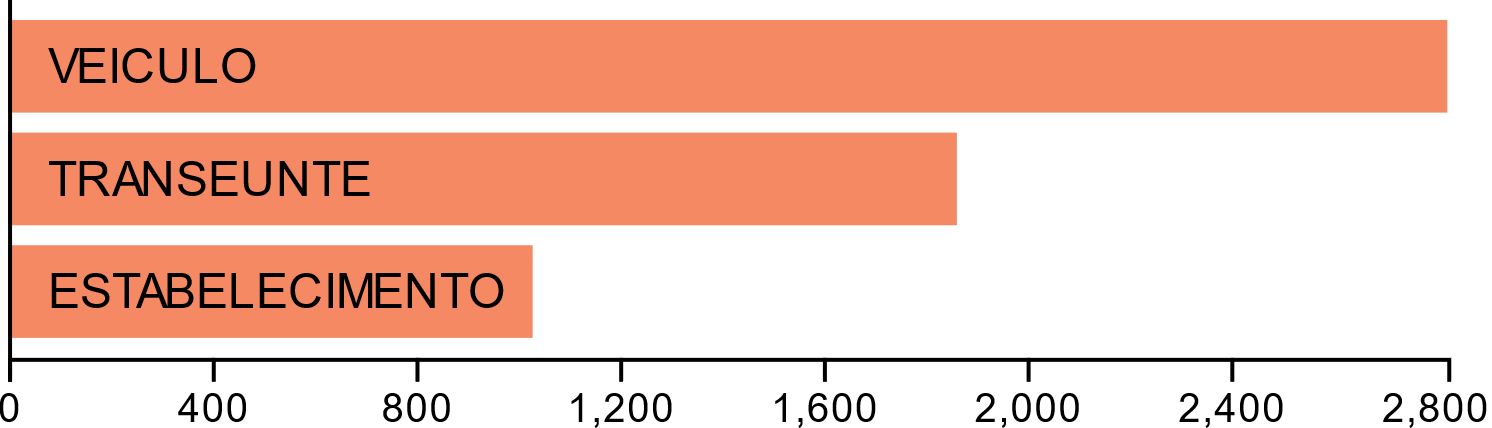 VEICULO
TRANSEUNTE
ESTABELECIMENTO
0 400 800 1,200 1,600 2,000 2,400 2,800